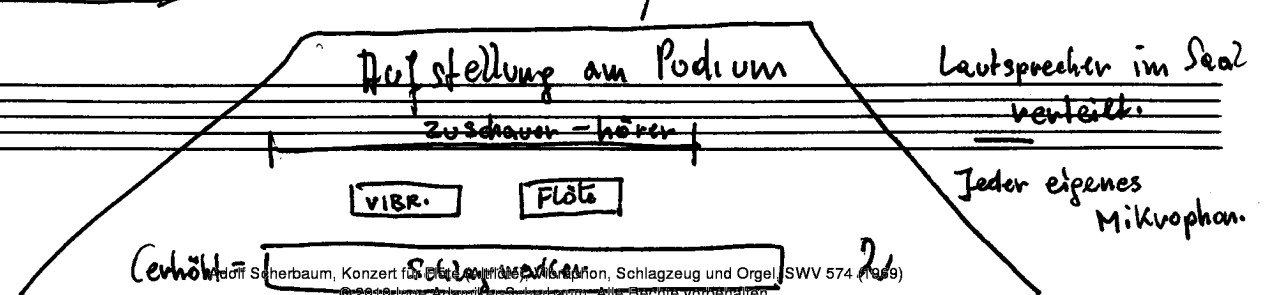 Aufstellung am Podium
Lautsprecher im Saal
verteilt.
zuschauer – hörer
Jeder eigenes
Mikrophon.
VIBR. Flöte
(erhöht =
Adolf Scherbaum, Konzert für Flöte (Altflöte), Vibraphon, Schlagzeug und Orgel, SWV 574 (1969)